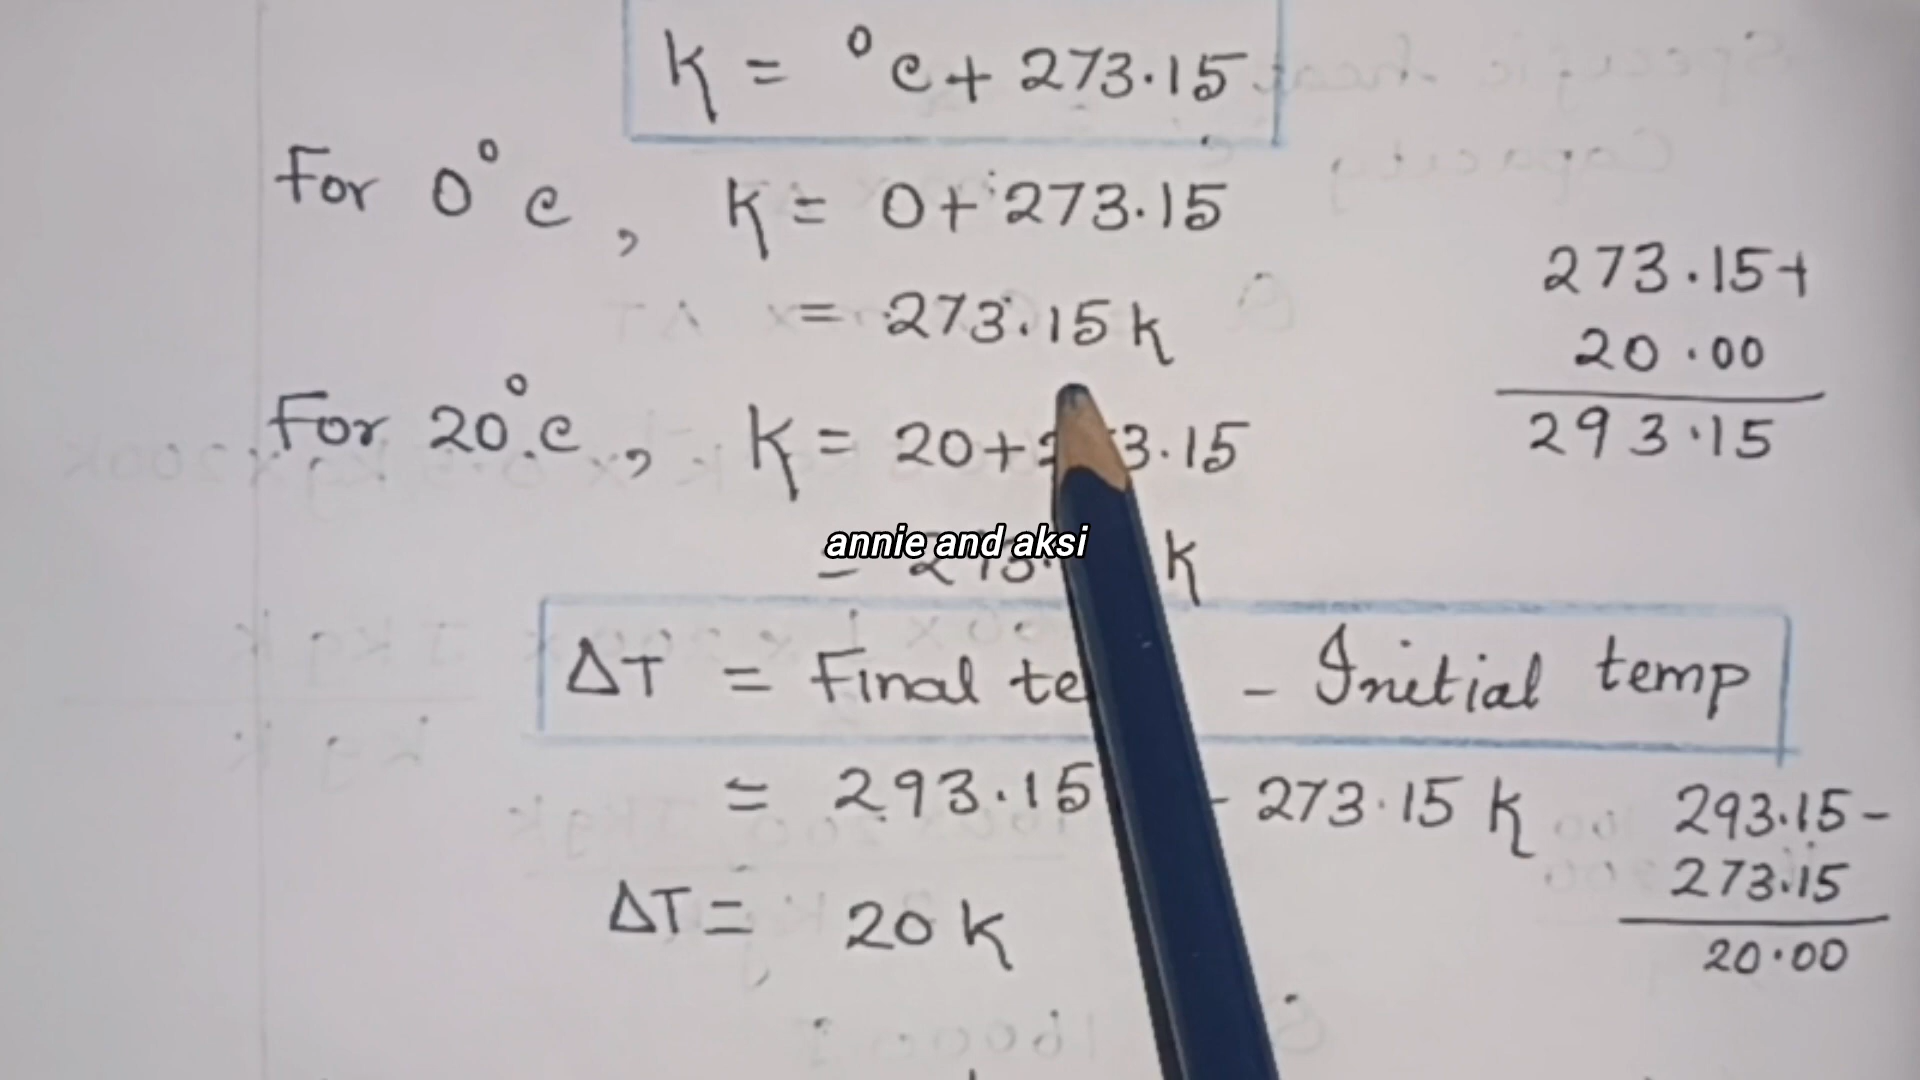 K = °C + 273.15
For 0°C, K = 0 + 273.15
= 273.15 K
273.15 +
20.00
293.15
For 20°C, K = 20 + 273.15
annie and aksi
K
ΔT = Final - Initial temp
= 293.15 - 273.15 K
293.15 -
273.15
20.00
ΔT = 20 K